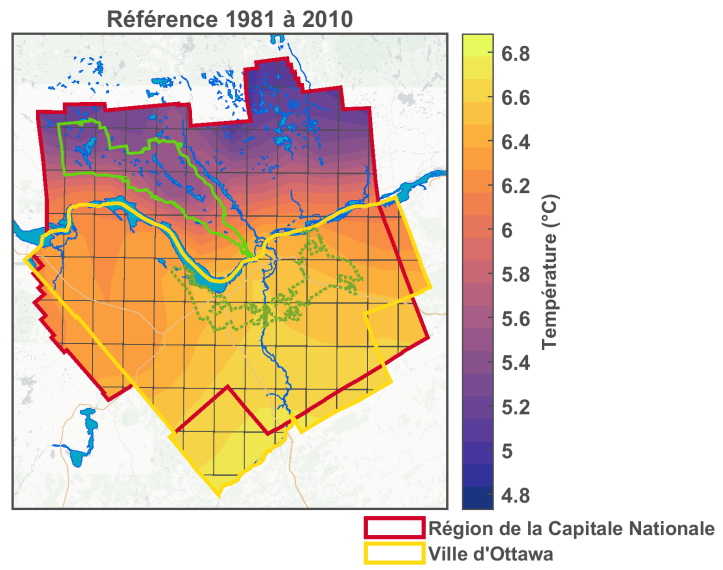 Référence 1981 à 2010
6.8
6.6
6.4
6.2
6
5.8
5.6
5.4
5.2
5
4.8
Température (°C)
Région de la Capitale Nationale
Ville d'Ottawa